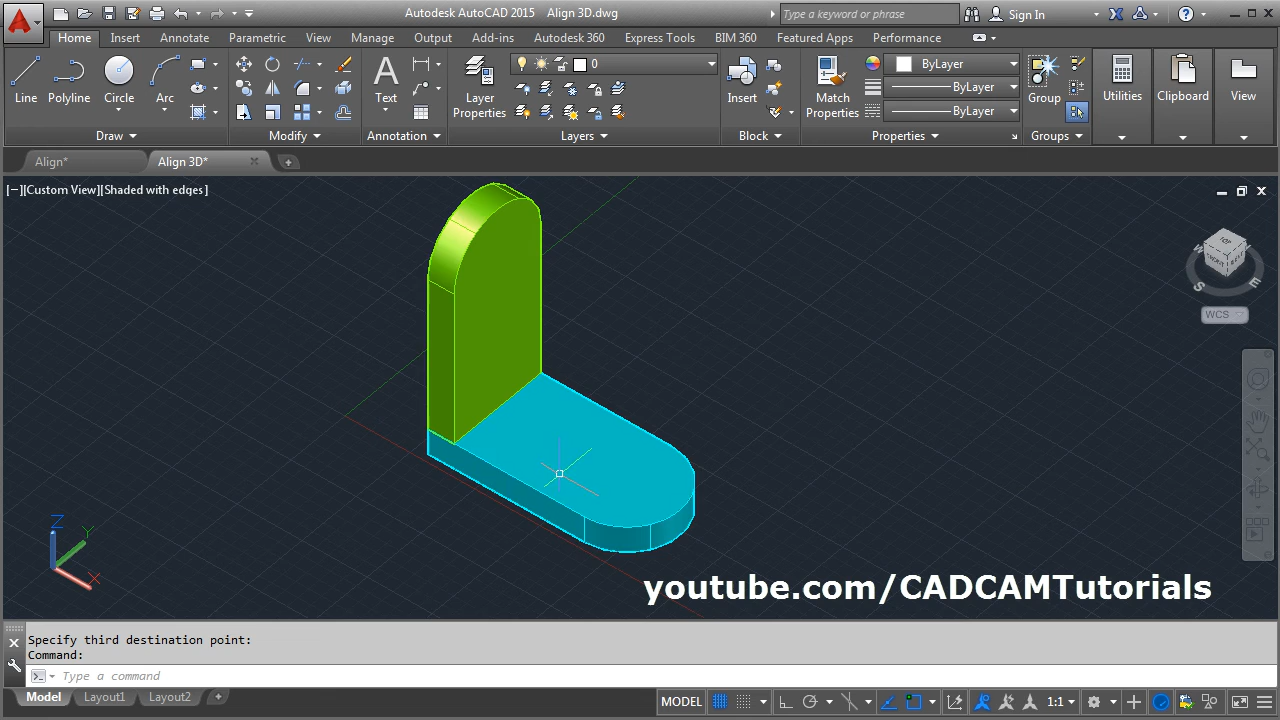 Autodesk AutoCAD 2015 Align 3D.dwg
Type a keyword or phrase
Sign In
Home Insert Annotate Parametric View Manage Output Add-ins Autodesk 360 Express Tools BIM 360 Featured Apps Performance
Line Polyline Circle Arc
Draw
Modify
Text
Annotation
Layer
Properties
0
Layers
Insert
Block
Match
Properties
ByLayer
ByLayer
ByLayer
Properties
Group
Groups
Utilities
Clipboard
View
Align*
Align 3D*
[−][Custom View][Shaded with edges]
TOP
W
S
E
WCS
Z
Y
X
youtube.com/CADCAMTutorials
Specify third destination point:
Command:
Type a command
Model Layout1 Layout2
MODEL
1:1